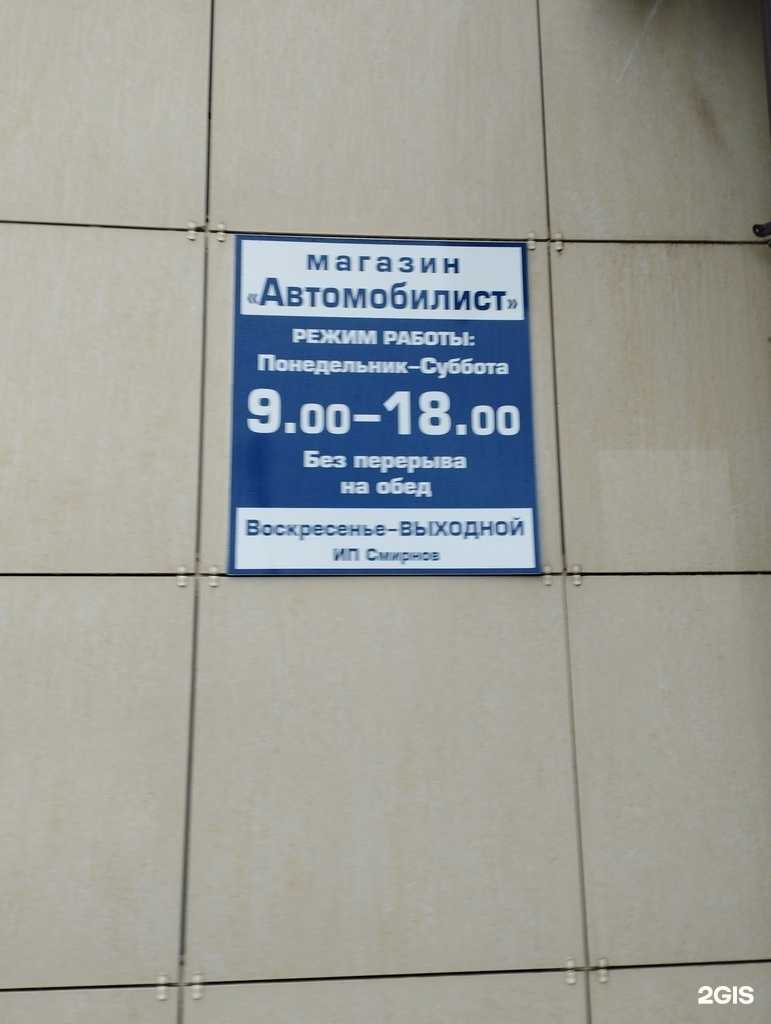 магазин
«Автомобилист»
РЕЖИМ РАБОТЫ:
Понедельник–Суббота
9.00–18.00
Без перерыва
на обед
Воскресенье–ВЫХОДНОЙ
ИП Смирнов
2GIS